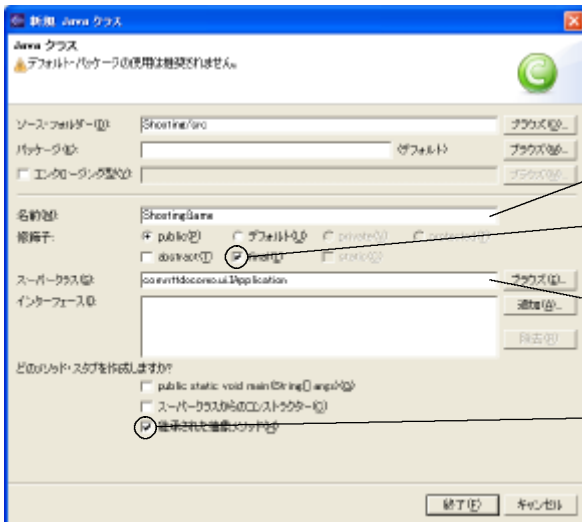 新規 Java クラス
Java クラス
デフォルト・パッケージの使用は推奨されません。
ソース・フォルダー(D): Shooting/src ブラウズ(O)...
パッケージ(K): (デフォルト) ブラウズ(W)...
エンクロージング型(Y):
名前(M): ShootingGame
修飾子: public(P) デフォルト(U) private(V) protected(T)
abstract(T) final(L) static(C)
スーパークラス(S): com.nttdocomo.ui.IApplication ブラウズ(E)...
インターフェース(I): 追加(A)...
除去(R)
どのメソッド・スタブを作成しますか?
public static void main(String[] args)(V)
スーパークラスからのコンストラクター(C)
継承された抽象メソッド(H)
終了(F) キャンセル